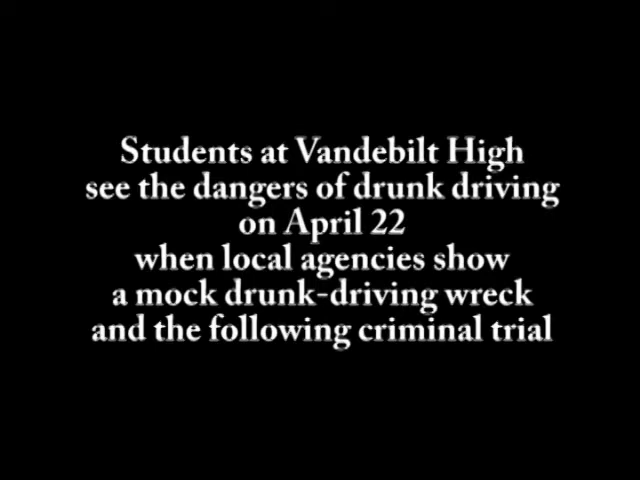 Students at Vandebilt High
see the dangers of drunk driving
on April 22
when local agencies show
a mock drunk-driving wreck
and the following criminal trial